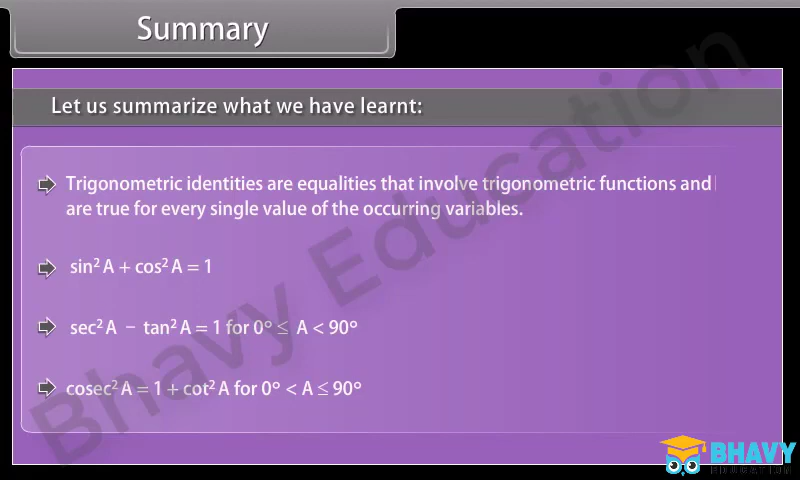 Summary
Let us summarize what we have learnt:
Trigonometric identities are equalities that involve trigonometric functions and
are true for every single value of the occurring variables.
sin² A + cos² A = 1
sec² A − tan² A = 1 for 0° ≤ A < 90°
cosec² A = 1 + cot² A for 0° < A ≤ 90°
Bhavy Education
BHAVY
EDUCATION